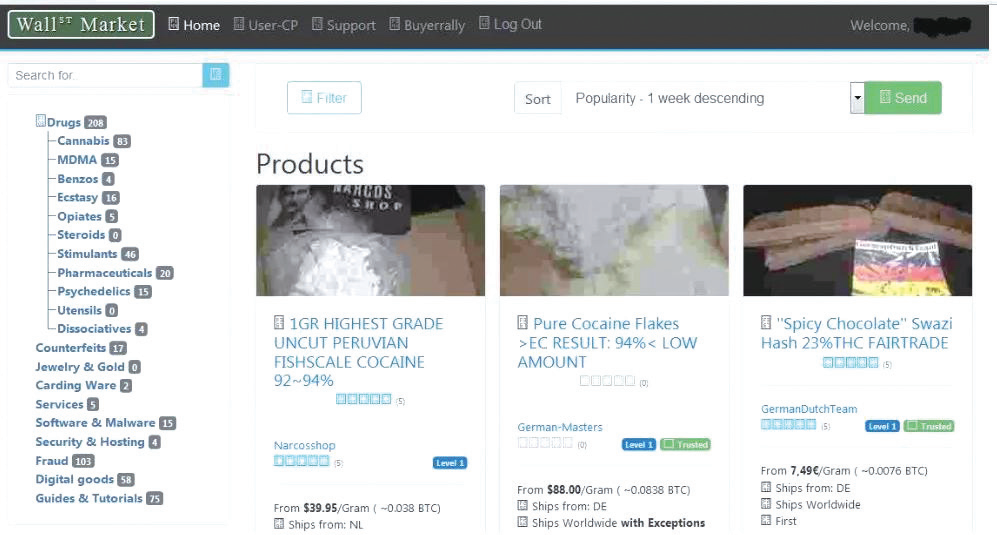 Wall ST Market
Home
User-CP
Support
Buyerrally
Log Out
Welcome,
Search for.
Filter
Sort
Popularity - 1 week descending
Send
Drugs 208
Cannabis 83
MDMA 15
Benzos 4
Ecstasy 16
Opiates 5
Steroids 0
Stimulants 46
Pharmaceuticals 20
Psychedelics 15
Utensils 0
Dissociatives 4
Counterfeits 17
Jewelry & Gold 0
Carding Ware 2
Services 5
Software & Malware 15
Security & Hosting 4
Fraud 103
Digital goods 58
Guides & Tutorials 75
Products
NARCOS
SHOP
1GR HIGHEST GRADE
UNCUT PERUVIAN
FISHSCALE COCAINE
92~94%
(5)
Narcosshop
(5)
Level 1
From $39.95/Gram ( ~0.038 BTC)
Ships from: NL
Pure Cocaine Flakes
>EC RESULT: 94%< LOW
AMOUNT
(0)
German-Masters
(0)
Level 1
Trusted
From $88.00/Gram ( ~0.0838 BTC)
Ships from: DE
Ships Worldwide with Exceptions
"Spicy Chocolate" Swazi
Hash 23%THC FAIRTRADE
(5)
GermanDutchTeam
(5)
Level 1
Trusted
From 7,49€/Gram ( ~0.0076 BTC)
Ships from: DE
Ships Worldwide
First